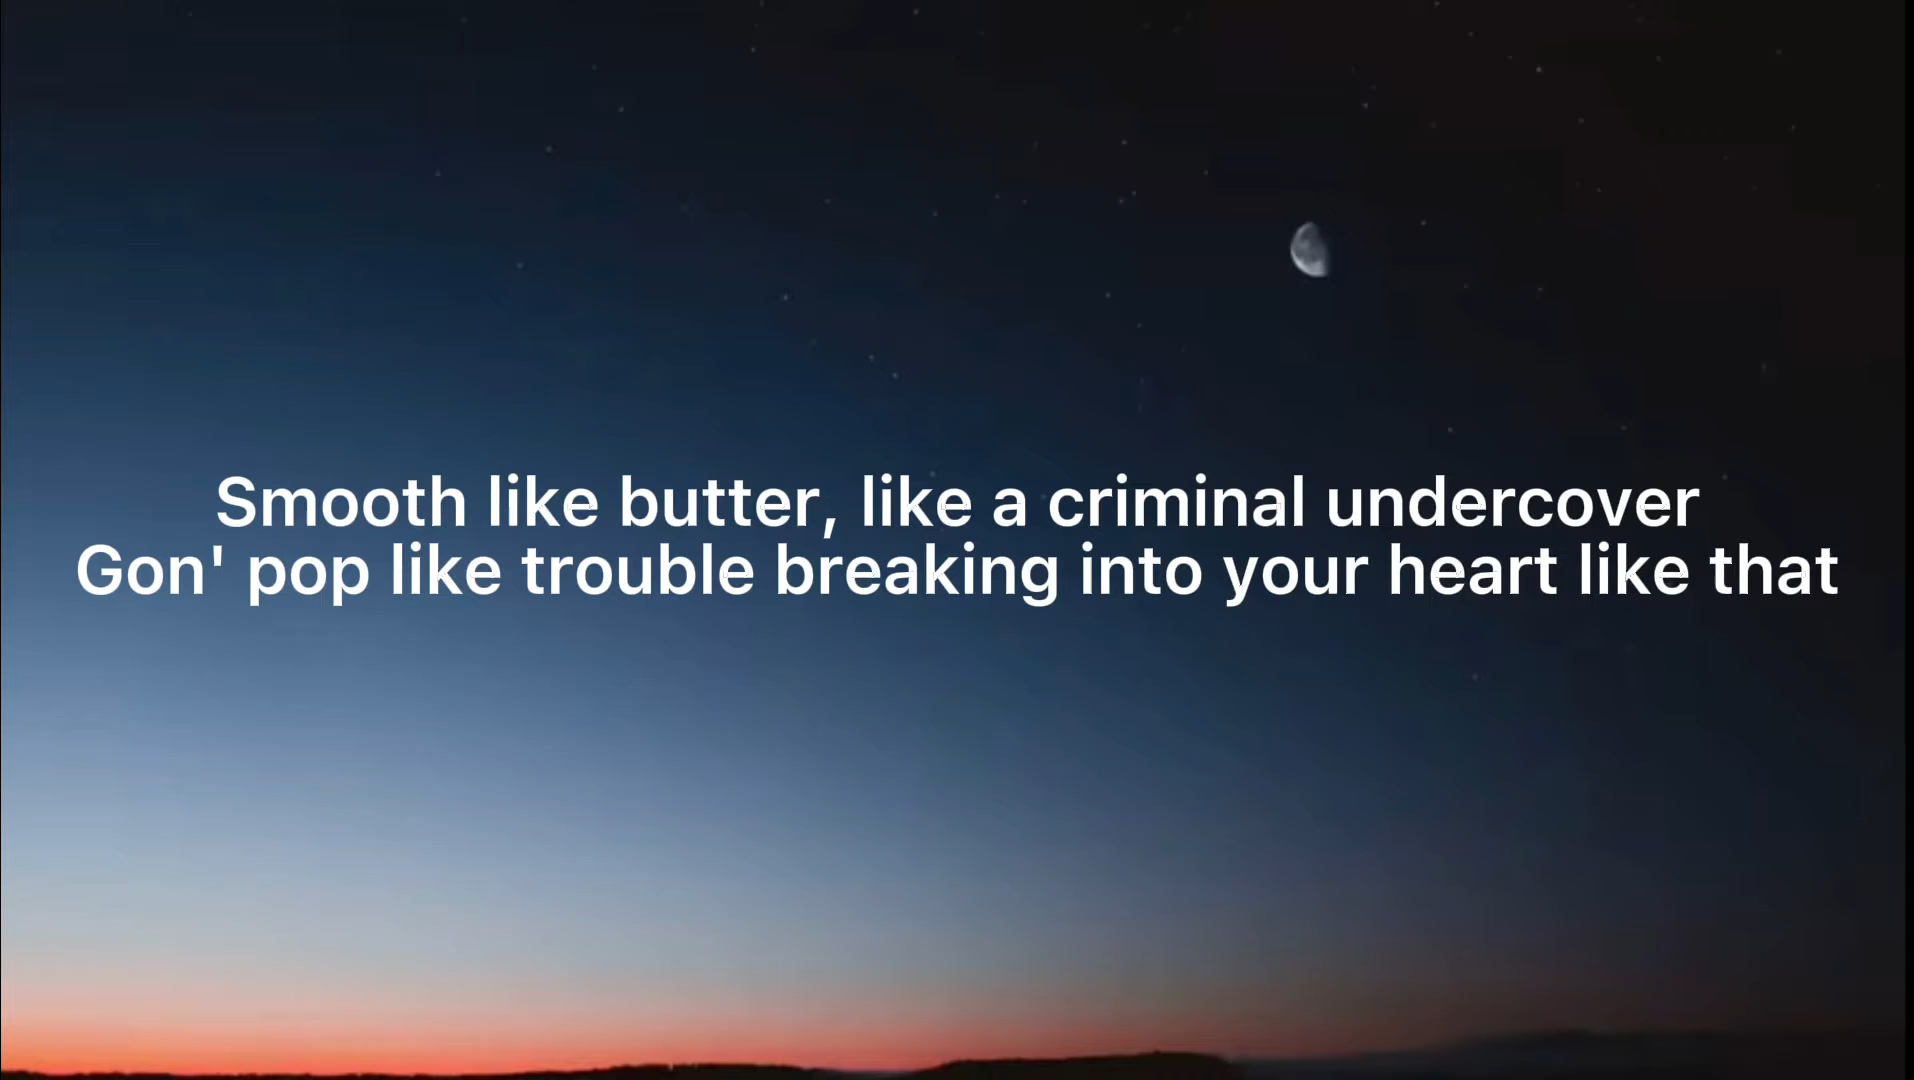 Smooth like butter, like a criminal undercover
Gon' pop like trouble breaking into your heart like that